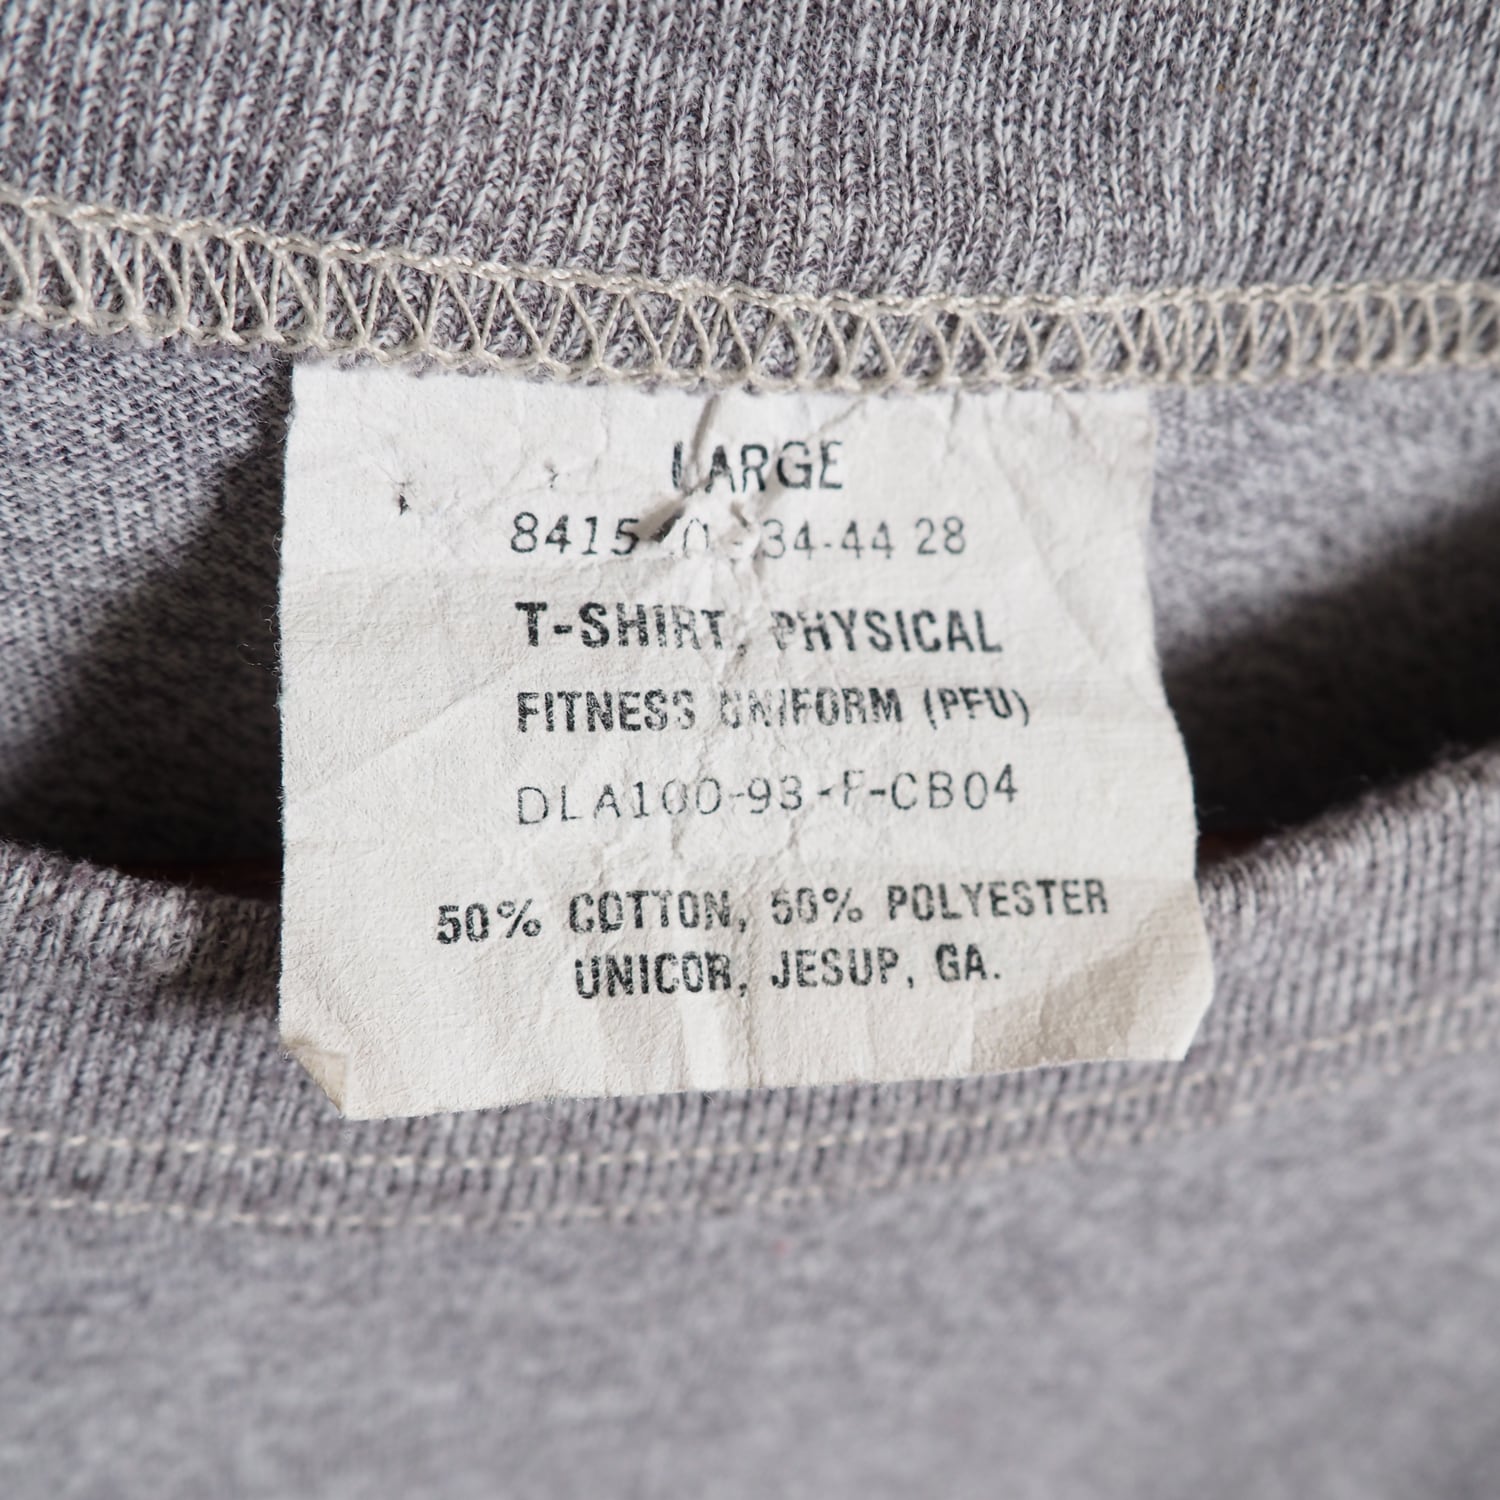 LARGE
8415 34-44 28
T-SHIRT, PHYSICAL
FITNESS UNIFORM (PFU)
DLA100-93-F-CB04
50% COTTON, 50% POLYESTER
UNICOR, JESUP, GA.